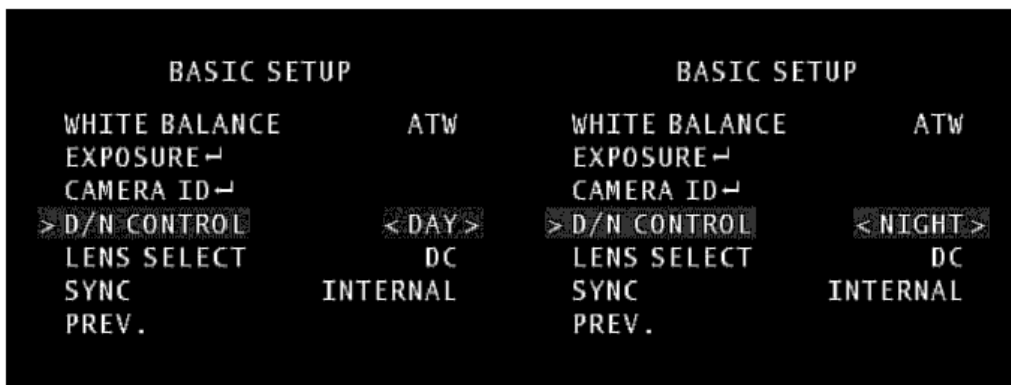 BASIC SETUP
WHITE BALANCE ATW
EXPOSURE↵
CAMERA ID↵
> D/N CONTROL < DAY >
LENS SELECT DC
SYNC INTERNAL
PREV.
BASIC SETUP
WHITE BALANCE ATW
EXPOSURE↵
CAMERA ID↵
> D/N CONTROL < NIGHT >
LENS SELECT DC
SYNC INTERNAL
PREV.